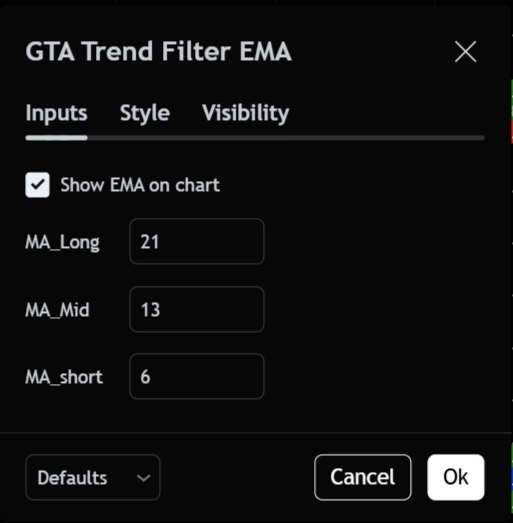 GTA Trend Filter EMA
Inputs Style Visibility
Show EMA on chart
MA_Long 21
MA_Mid 13
MA_short 6
Defaults Cancel Ok